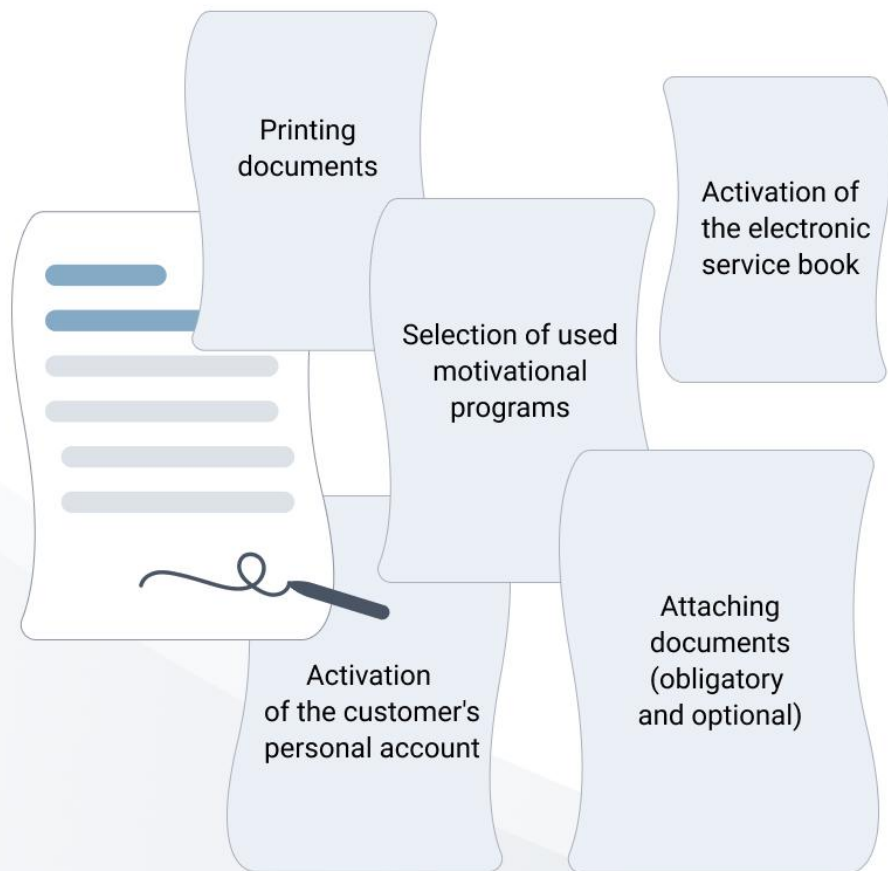 Printing
documents
Activation of
the electronic
service book
Selection of used
motivational
programs
Activation
of the customer's
personal account
Attaching
documents
(obligatory
and optional)